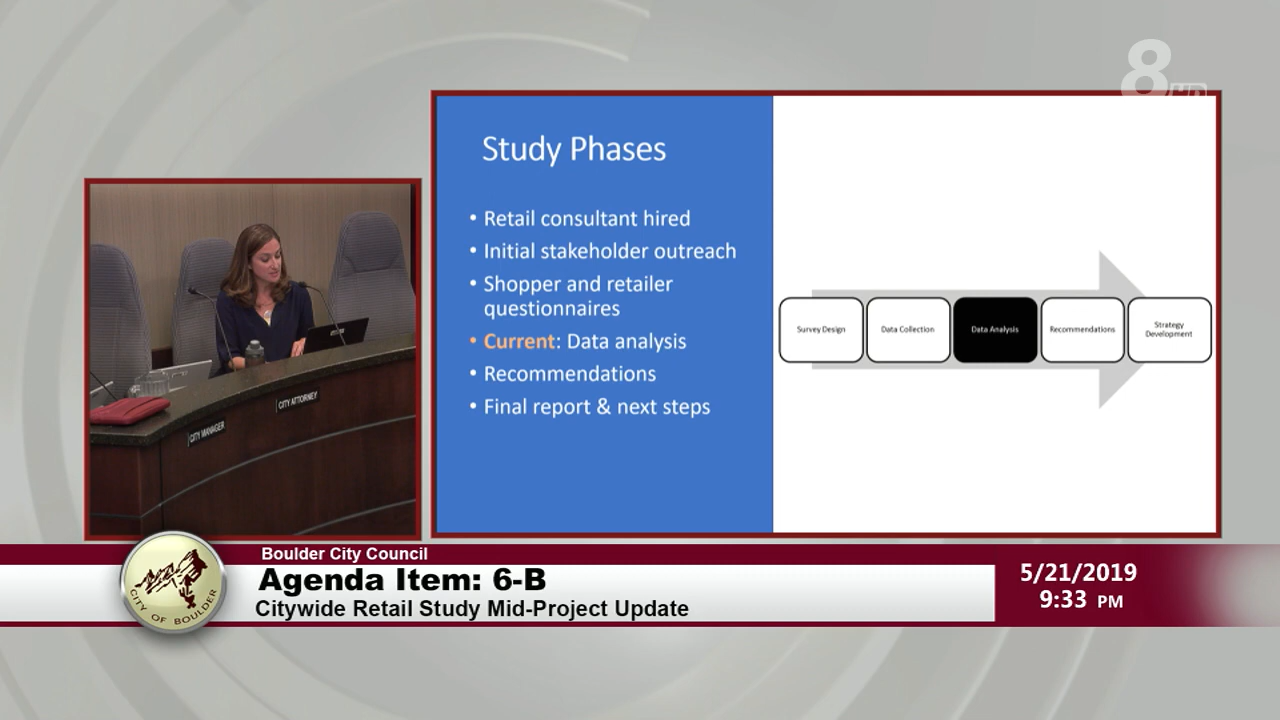 8
HD
Study Phases
• Retail consultant hired
• Initial stakeholder outreach
• Shopper and retailer
questionnaires
• Current: Data analysis
• Recommendations
• Final report & next steps
Survey Design
Data Collection
Data Analysis
Recommendations
Strategy
Development
CITY MANAGER
CITY ATTORNEY
Boulder City Council
Agenda Item: 6-B
Citywide Retail Study Mid-Project Update
CITY OF BOULDER
5/21/2019
9:33 PM